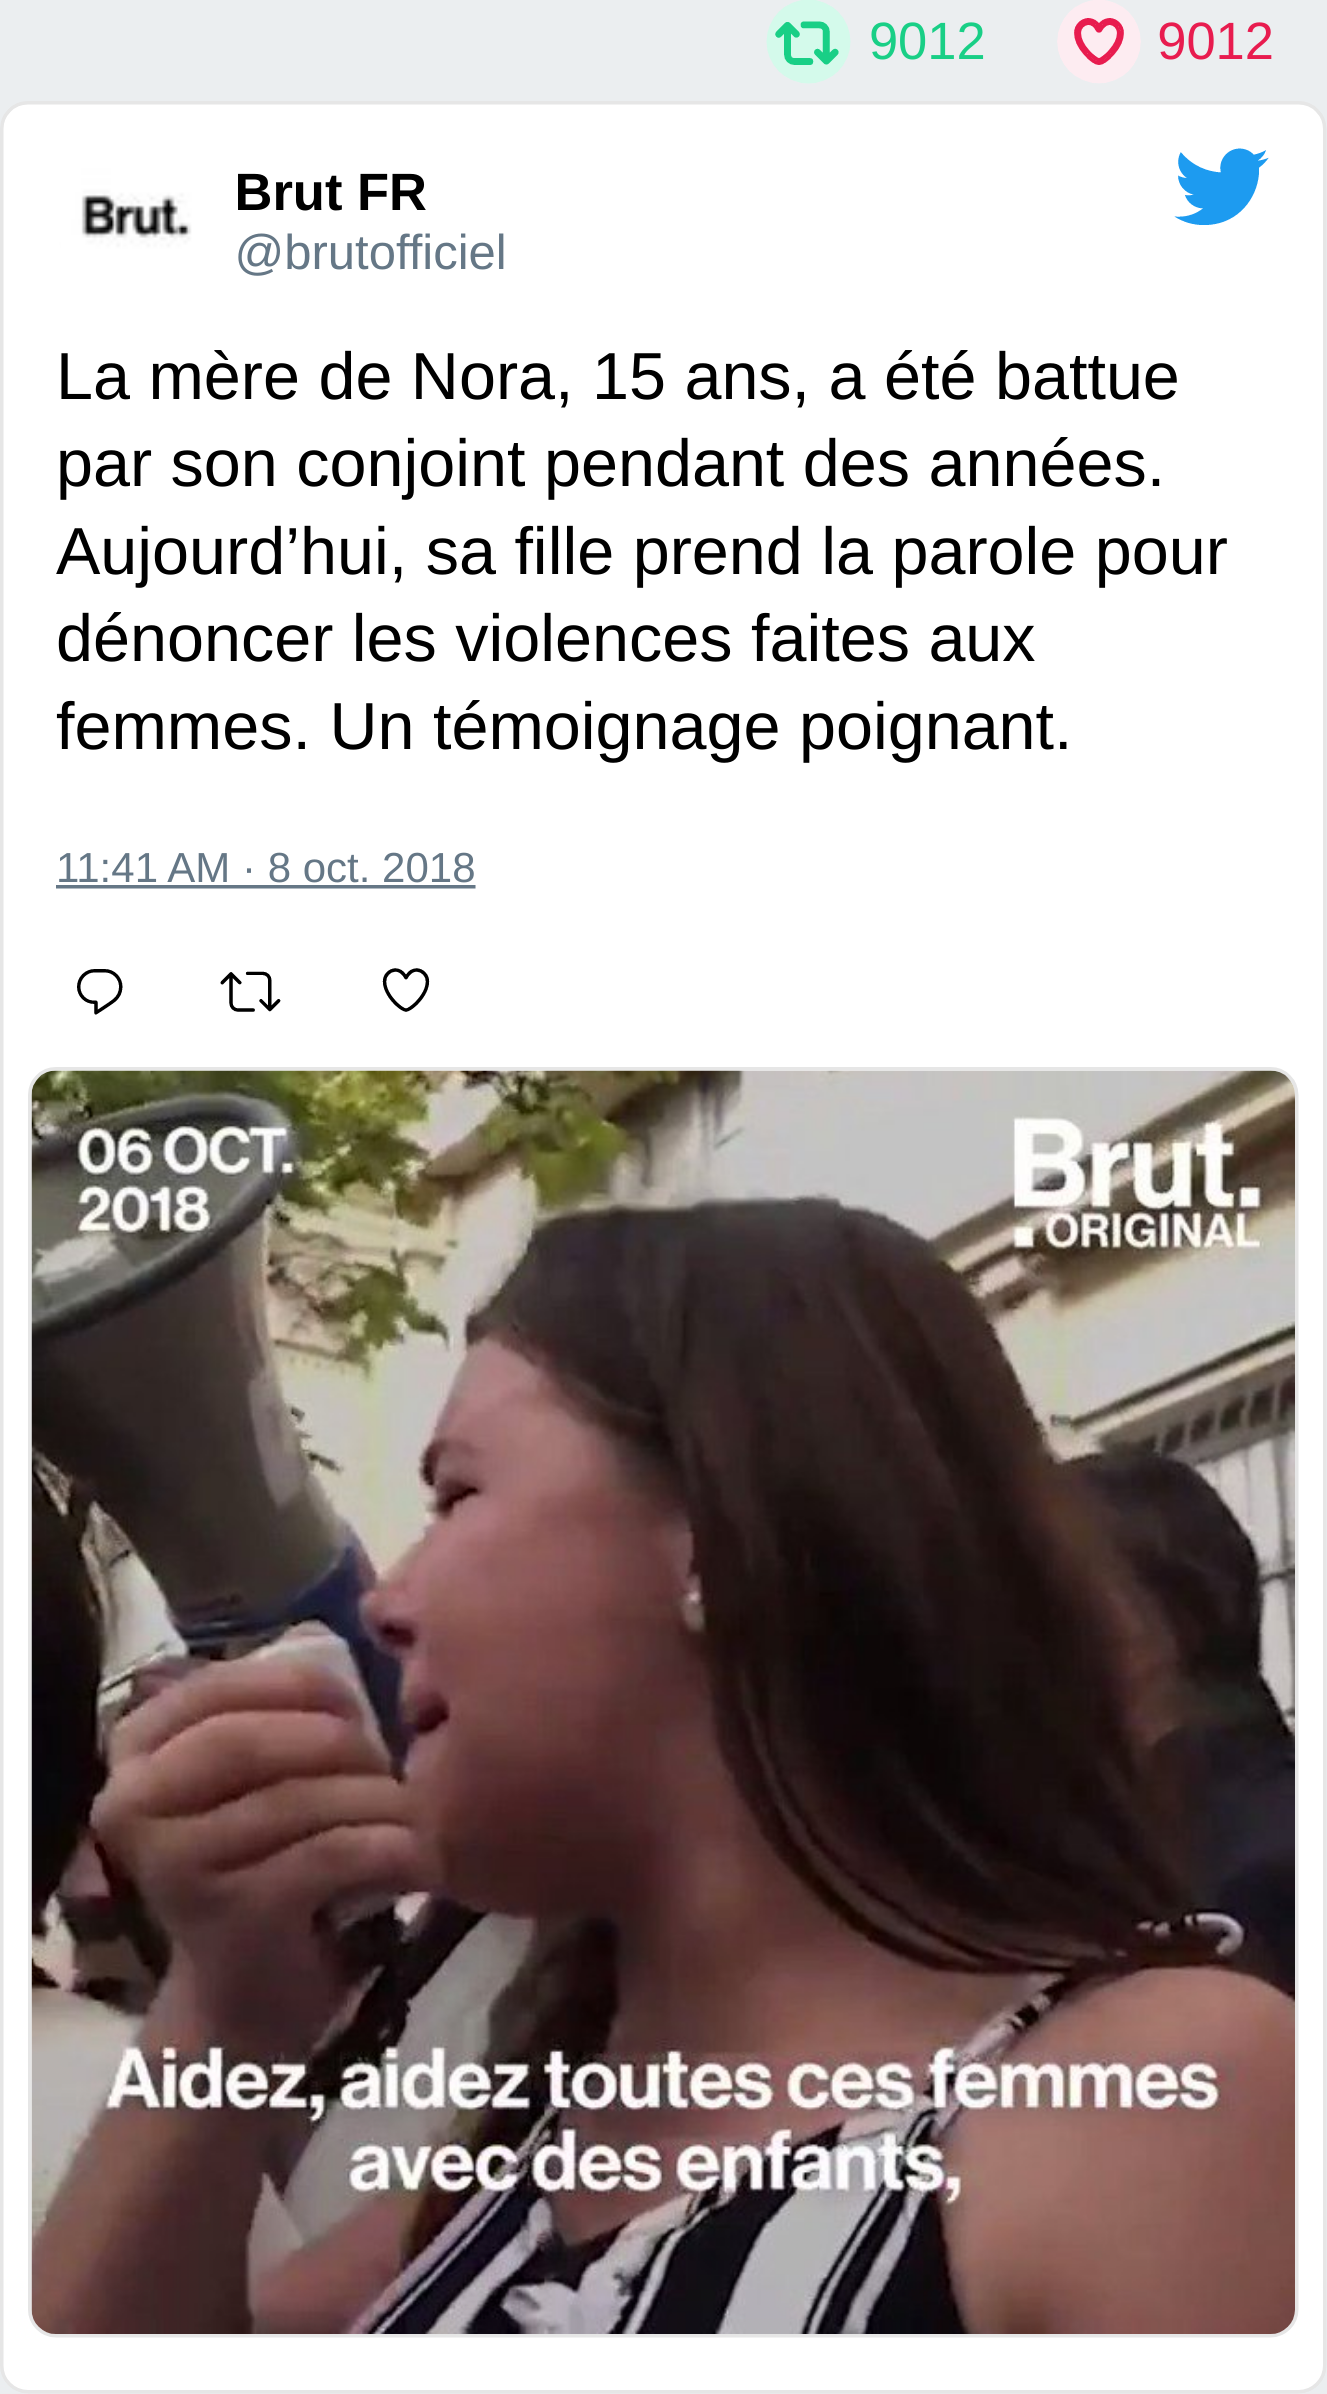 9012 9012
Brut.
Brut FR
@brutofficiel
La mère de Nora, 15 ans, a été battue
par son conjoint pendant des années.
Aujourd’hui, sa fille prend la parole pour
dénoncer les violences faites aux
femmes. Un témoignage poignant.
11:41 AM · 8 oct. 2018
06 OCT.
2018
Brut.
ORIGINAL
Aidez, aidez toutes ces femmes
avec des enfants,